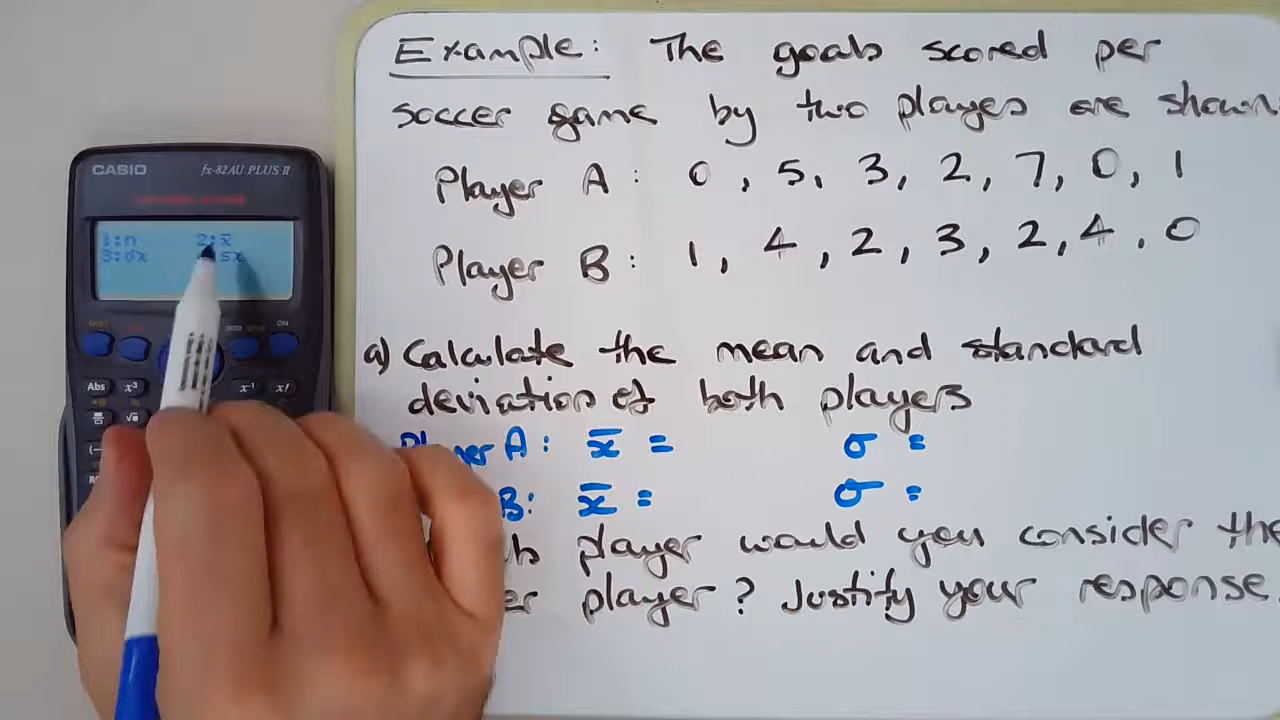 Example: The goals scored per
soccer game by two players are shown
Player A: 0, 5, 3, 2, 7, 0, 1
Player B: 1, 4, 2, 3, 2, 4, 0
a) Calculate the mean and standard
deviation of both players
Player A: x̄ = σ =
B: x̄ = σ =
player would you consider the
player? Justify your response.
CASIO fx-82AU PLUS II
1:n 2:x̄
3:σx sx
ON
Abs x³ x⁻¹ x!